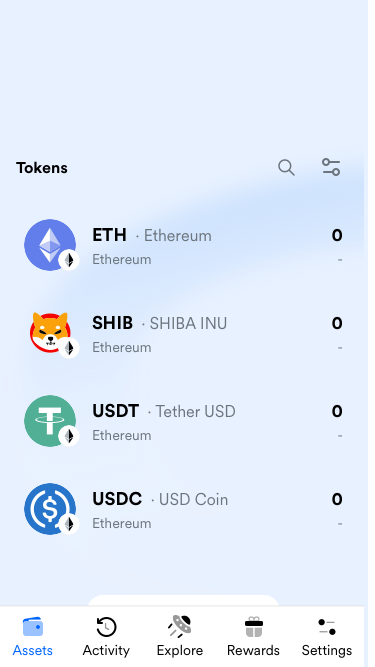 Tokens
ETH · Ethereum 0
Ethereum -
SHIB · SHIBA INU 0
Ethereum -
USDT · Tether USD 0
Ethereum -
USDC · USD Coin 0
Ethereum -
Assets Activity Explore Rewards Settings